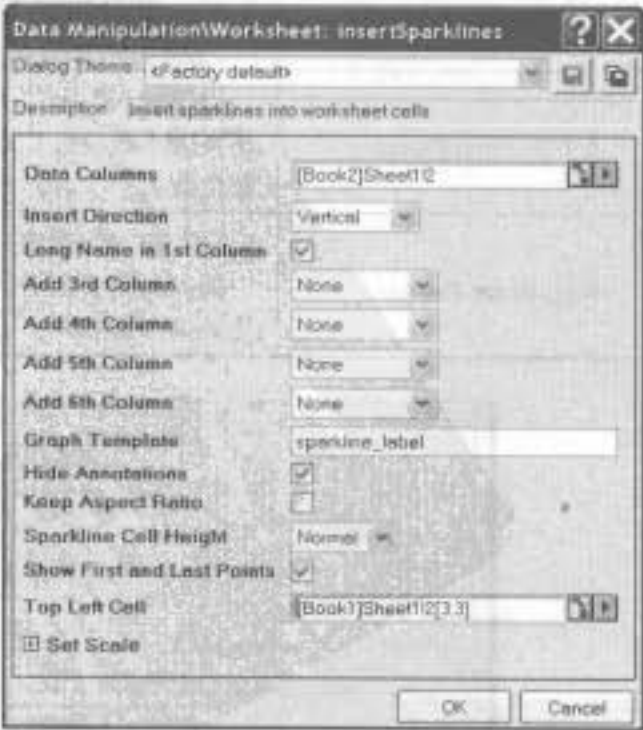 Data Manipulation\Worksheet: insertSparklines
Dialog Theme <Factory default>
Description Insert sparklines into worksheet cells
Data Columns [Book2]Sheet1!2
Insert Direction Vertical
Long Name in 1st Column
Add 3rd Column None
Add 4th Column None
Add 5th Column None
Add 6th Column None
Graph Template sparkline_label
Hide Annotations
Keep Aspect Ratio
Sparkline Cell Height Normal
Show First and Last Points
Top Left Cell [Book1]Sheet1!2[3:3]
Set Scale
OK Cancel